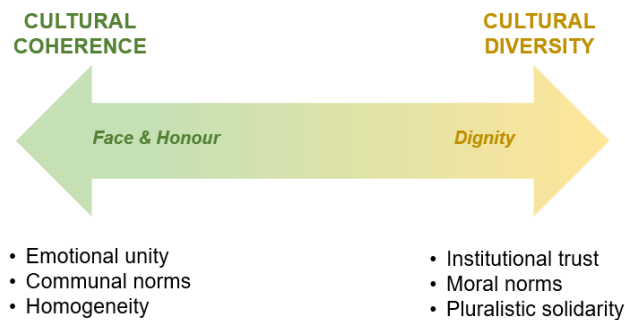 CULTURAL
COHERENCE
CULTURAL
DIVERSITY
Face & Honour
Dignity
• Emotional unity
• Communal norms
• Homogeneity
• Institutional trust
• Moral norms
• Pluralistic solidarity